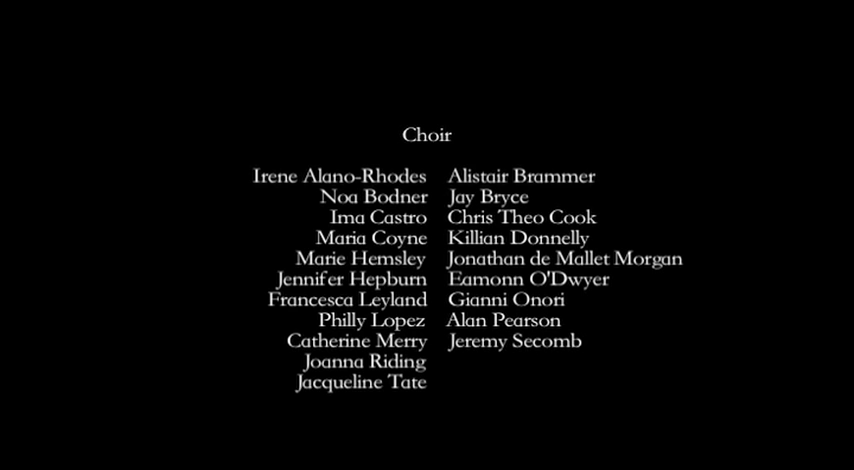 Choir
Irene Alano-Rhodes Alistair Brammer
Noa Bodner Jay Bryce
Ima Castro Chris Theo Cook
Maria Coyne Killian Donnelly
Marie Hemsley Jonathan de Mallet Morgan
Jennifer Hepburn Eamonn O'Dwyer
Francesca Leyland Gianni Onori
Philly Lopez Alan Pearson
Catherine Merry Jeremy Secomb
Joanna Riding
Jacqueline Tate